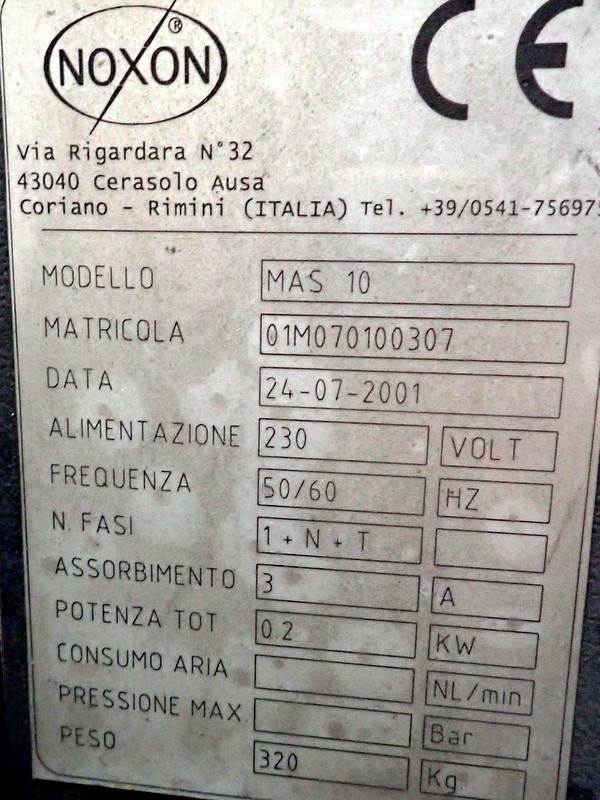 NOXON ®
CE
Via Rigardara N°32
43040 Cerasolo Ausa
Coriano - Rimini (ITALIA) Tel. +39/0541-75697
MODELLO MAS 10
MATRICOLA 01M070100307
DATA 24-07-2001
ALIMENTAZIONE 230 VOLT
FREQUENZA 50/60 HZ
N. FASI 1 + N + T
ASSORBIMENTO 3 A
POTENZA TOT 0.2 KW
CONSUMO ARIA NL/min
PRESSIONE MAX Bar
PESO 320 Kg